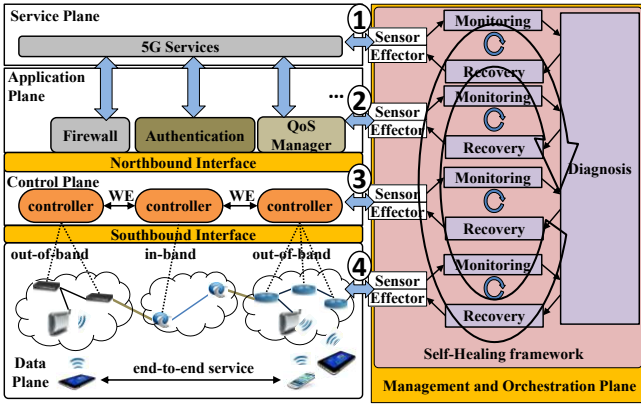 Service Plane
5G Services
Application
Plane
...
Firewall
Authentication
QoS
Manager
Northbound Interface
Control Plane
controller
WE
controller
WE
controller
Southbound Interface
out-of-band
in-band
out-of-band
Data
Plane
end-to-end service
1
Sensor
Effector
2
Sensor
Effector
3
Sensor
Effector
4
Sensor
Effector
Monitoring
Recovery
Monitoring
Recovery
Monitoring
Recovery
Monitoring
Recovery
Diagnosis
Self-Healing framework
Management and Orchestration Plane